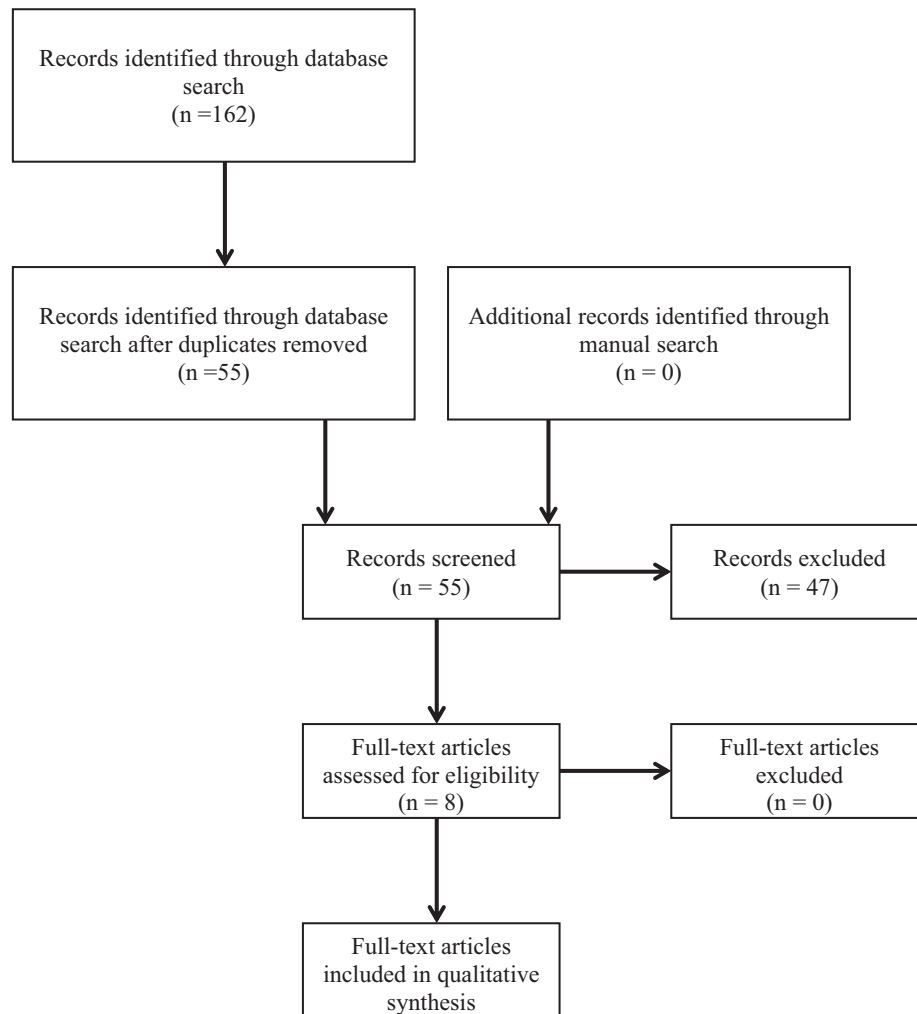 Records identified through database
search
(n =162)
Records identified through database
search after duplicates removed
(n =55)
Additional records identified through
manual search
(n = 0)
Records screened
(n = 55)
Records excluded
(n = 47)
Full-text articles
assessed for eligibility
(n = 8)
Full-text articles
excluded
(n = 0)
Full-text articles
included in qualitative
synthesis